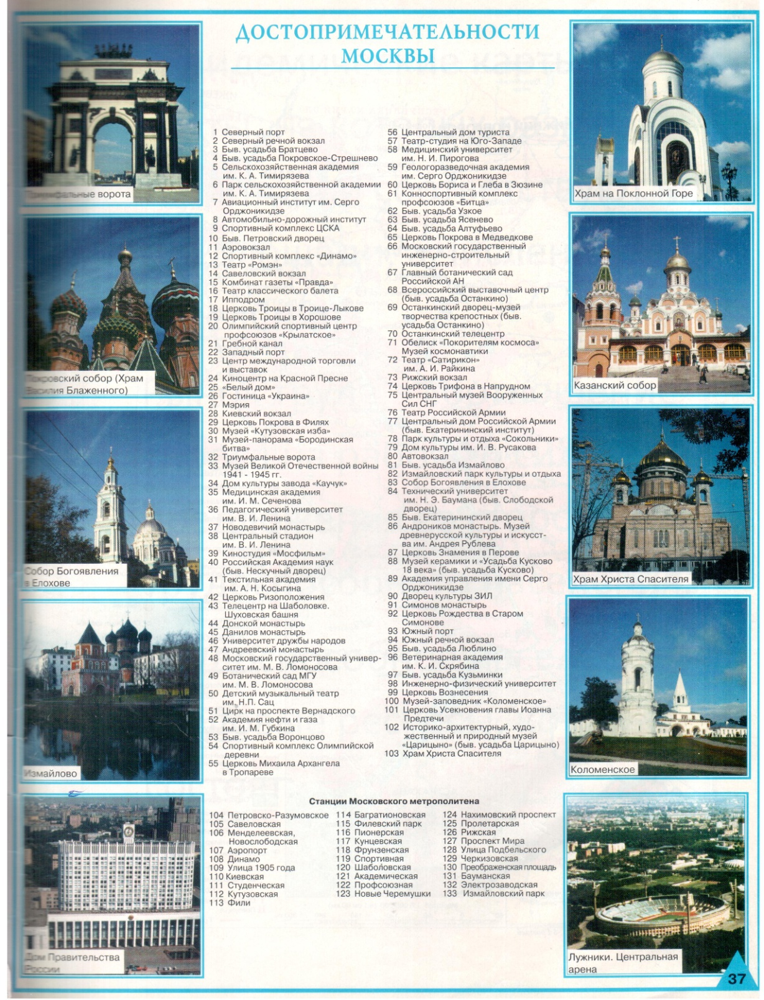 ДОСТОПРИМЕЧАТЕЛЬНОСТИ
МОСКВЫ
Триумфальные ворота
Покровский собор (Храм
Василия Блаженного)
Собор Богоявления
в Елохове
Измайлово
Дом Правительства
России
1 Северный порт
2 Северный речной вокзал
3 Быв. усадьба Братцево
4 Быв. усадьба Покровское-Стрешнево
5 Сельскохозяйственная академия
им. К. А. Тимирязева
6 Парк сельскохозяйственной академии
им. К. А. Тимирязева
7 Авиационный институт им. Серго
Орджоникидзе
8 Автомобильно-дорожный институт
9 Спортивный комплекс ЦСКА
10 Быв. Петровский дворец
11 Аэровокзал
12 Спортивный комплекс «Динамо»
13 Театр «Ромэн»
14 Савеловский вокзал
15 Комбинат газеты «Правда»
16 Театр классического балета
17 Ипподром
18 Церковь Троицы в Троице-Лыкове
19 Церковь Троицы в Хорошове
20 Олимпийский спортивный центр
профсоюзов «Крылатское»
21 Гребной канал
22 Западный порт
23 Центр международной торговли
и выставок
24 Киноцентр на Красной Пресне
25 «Белый дом»
26 Гостиница «Украина»
27 Мэрия
28 Киевский вокзал
29 Церковь Покрова в Филях
30 Музей «Кутузовская изба»
31 Музей-панорама «Бородинская
битва»
32 Триумфальные ворота
33 Музей Великой Отечественной войны
1941 - 1945 гг.
34 Дом культуры завода «Каучук»
35 Медицинская академия
им. И. М. Сеченова
36 Педагогический университет
им. В. И. Ленина
37 Новодевичий монастырь
38 Центральный стадион
им. В. И. Ленина
39 Киностудия «Мосфильм»
40 Российская Академия наук
(быв. Нескучный дворец)
41 Текстильная академия
им. А. Н. Косыгина
42 Церковь Ризоположения
43 Телецентр на Шаболовке.
Шуховская башня
44 Донской монастырь
45 Данилов монастырь
46 Университет дружбы народов
47 Андреевский монастырь
48 Московский государственный универ-
ситет им. М. В. Ломоносова
49 Ботанический сад МГУ
им. М. В. Ломоносова
50 Детский музыкальный театр
им. Н.П. Сац
51 Цирк на проспекте Вернадского
52 Академия нефти и газа
им. И. М. Губкина
53 Быв. усадьба Воронцово
54 Спортивный комплекс Олимпийской
деревни
55 Церковь Михаила Архангела
в Тропареве
56 Центральный дом туриста
57 Театр-студия на Юго-Западе
58 Медицинский университет
им. Н. И. Пирогова
59 Геологоразведочная академия
им. Серго Орджоникидзе
60 Церковь Бориса и Глеба в Зюзине
61 Конноспортивный комплекс
профсоюзов «Битца»
62 Быв. усадьба Узкое
63 Быв. усадьба Ясенево
64 Быв. усадьба Алтуфьево
65 Церковь Покрова в Медведкове
66 Московский государственный
инженерно-строительный
университет
67 Главный ботанический сад
Российской АН
68 Всероссийский выставочный центр
(быв. усадьба Останкино)
69 Останкинский дворец-музей
творчества крепостных (быв.
усадьба Останкино)
70 Останкинский телецентр
71 Обелиск «Покорителям космоса»
Музей космонавтики
72 Театр «Сатирикон»
им. А. И. Райкина
73 Рижский вокзал
74 Церковь Трифона в Напрудном
75 Центральный музей Вооруженных
Сил СНГ
76 Театр Российской Армии
77 Центральный дом Российской Армии
(быв. Екатерининский институт)
78 Парк культуры и отдыха «Сокольники»
79 Дом культуры им. И. В. Русакова
80 Автовокзал
81 Быв. усадьба Измайлово
82 Измайловский парк культуры и отдыха
83 Собор Богоявления в Елохове
84 Технический университет
им. Н. Э. Баумана (быв. Слободской
дворец)
85 Быв. Екатерининский дворец
86 Андроников монастырь. Музей
древнерусской культуры и искусст-
ва им. Андрея Рублева
87 Церковь Знамения в Перове
88 Музей керамики и «Усадьба Кусково
18 века» (быв. усадьба Кусково)
89 Академия управления имени Серго
Орджоникидзе
90 Дворец культуры ЗИЛ
91 Симонов монастырь
92 Церковь Рождества в Старом
Симонове
93 Южный порт
94 Южный речной вокзал
95 Быв. усадьба Люблино
96 Ветеринарная академия
им. К. И. Скрябина
97 Быв. усадьба Кузьминки
98 Инженерно-физический университет
99 Церковь Вознесения
100 Музей-заповедник «Коломенское»
101 Церковь Усекновения главы Иоанна
Предтечи
102 Историко-архитектурный, худо-
жественный и природный музей
«Царицыно» (быв. усадьба Царицыно)
103 Храм Христа Спасителя
Станции Московского метрополитена
104 Петровско-Разумовское
105 Савеловская
106 Менделеевская,
Новослободская
107 Аэропорт
108 Динамо
109 Улица 1905 года
110 Киевская
111 Студенческая
112 Кутузовская
113 Фили
114 Багратионовская
115 Филевский парк
116 Пионерская
117 Кунцевская
118 Фрунзенская
119 Спортивная
120 Шаболовская
121 Академическая
122 Профсоюзная
123 Новые Черемушки
124 Нахимовский проспект
125 Пролетарская
126 Рижская
127 Проспект Мира
128 Улица Подбельского
129 Черкизовская
130 Преображенская площадь
131 Бауманская
132 Электрозаводская
133 Измайловский парк
Храм на Поклонной Горе
Казанский собор
Храм Христа Спасителя
Коломенское
Лужники. Центральная
арена
37